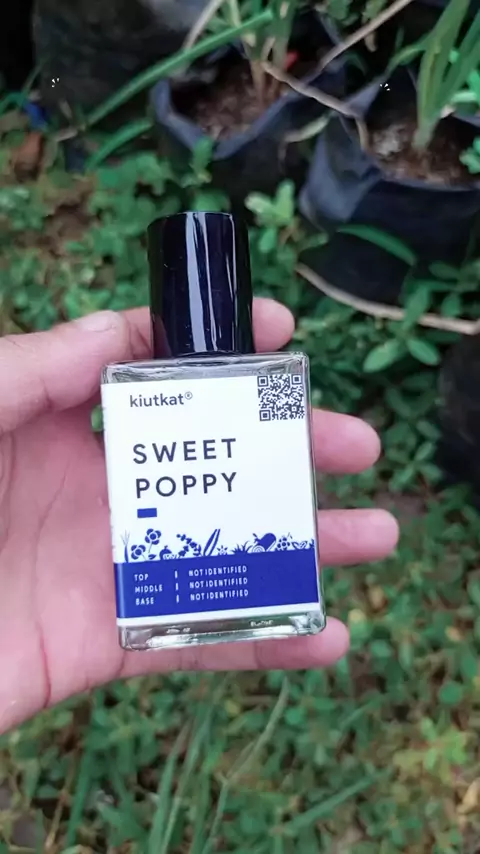 kiutkat®
SWEET
POPPY
TOP | NOT IDENTIFIED
MIDDLE | NOT IDENTIFIED
BASE | NOT IDENTIFIED